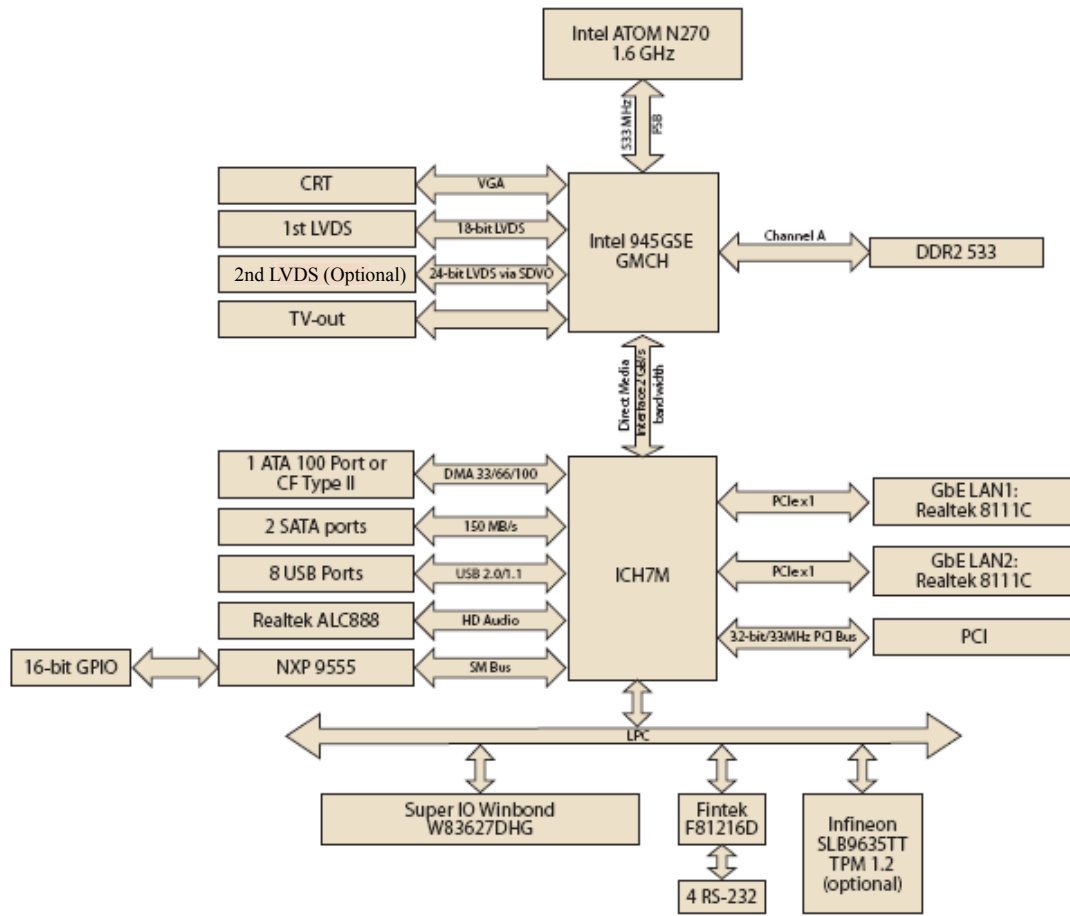 Intel ATOM N270
1.6 GHz
533 MHz
FSB
CRT
VGA
1st LVDS
18-bit LVDS
2nd LVDS (Optional)
24-bit LVDS via SDVO
TV-out
Intel 945GSE
GMCH
Channel A
DDR2 533
Direct Media
Interface 2 GB/s
bandwidth
1 ATA 100 Port or
CF Type II
DMA 33/66/100
2 SATA ports
150 MB/s
8 USB Ports
USB 2.0/1.1
Realtek ALC888
HD Audio
16-bit GPIO
NXP 9555
SM Bus
ICH7M
PCIe x1
GbE LAN1:
Realtek 8111C
PCIe x1
GbE LAN2:
Realtek 8111C
32-bit/33MHz PCI Bus
PCI
LPC
Super IO Winbond
W83627DHG
Fintek
F81216D
4 RS-232
Infineon
SLB9635TT
TPM 1.2
(optional)